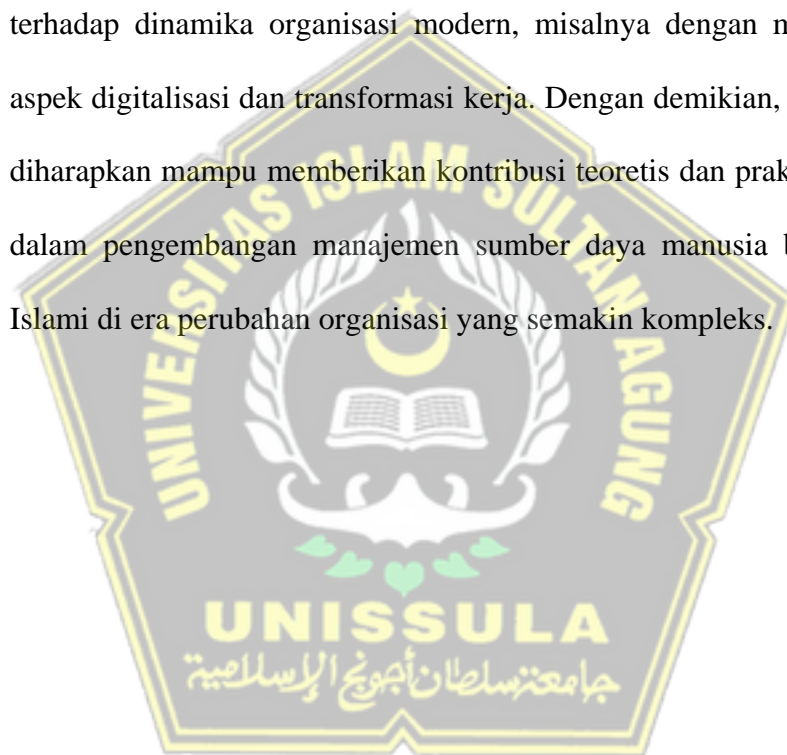 terhadap dinamika organisasi modern, misalnya dengan
aspek digitalisasi dan transformasi kerja. Dengan demikian,
diharapkan mampu memberikan kontribusi teoretis dan
dalam pengembangan manajemen sumber daya manusia
Islami di era perubahan organisasi yang semakin kompleks.
UNIVERSITAS ISLAM SULTAN AGUNG
UNISSULA
جامعة سلطان أجونج الإسلامية